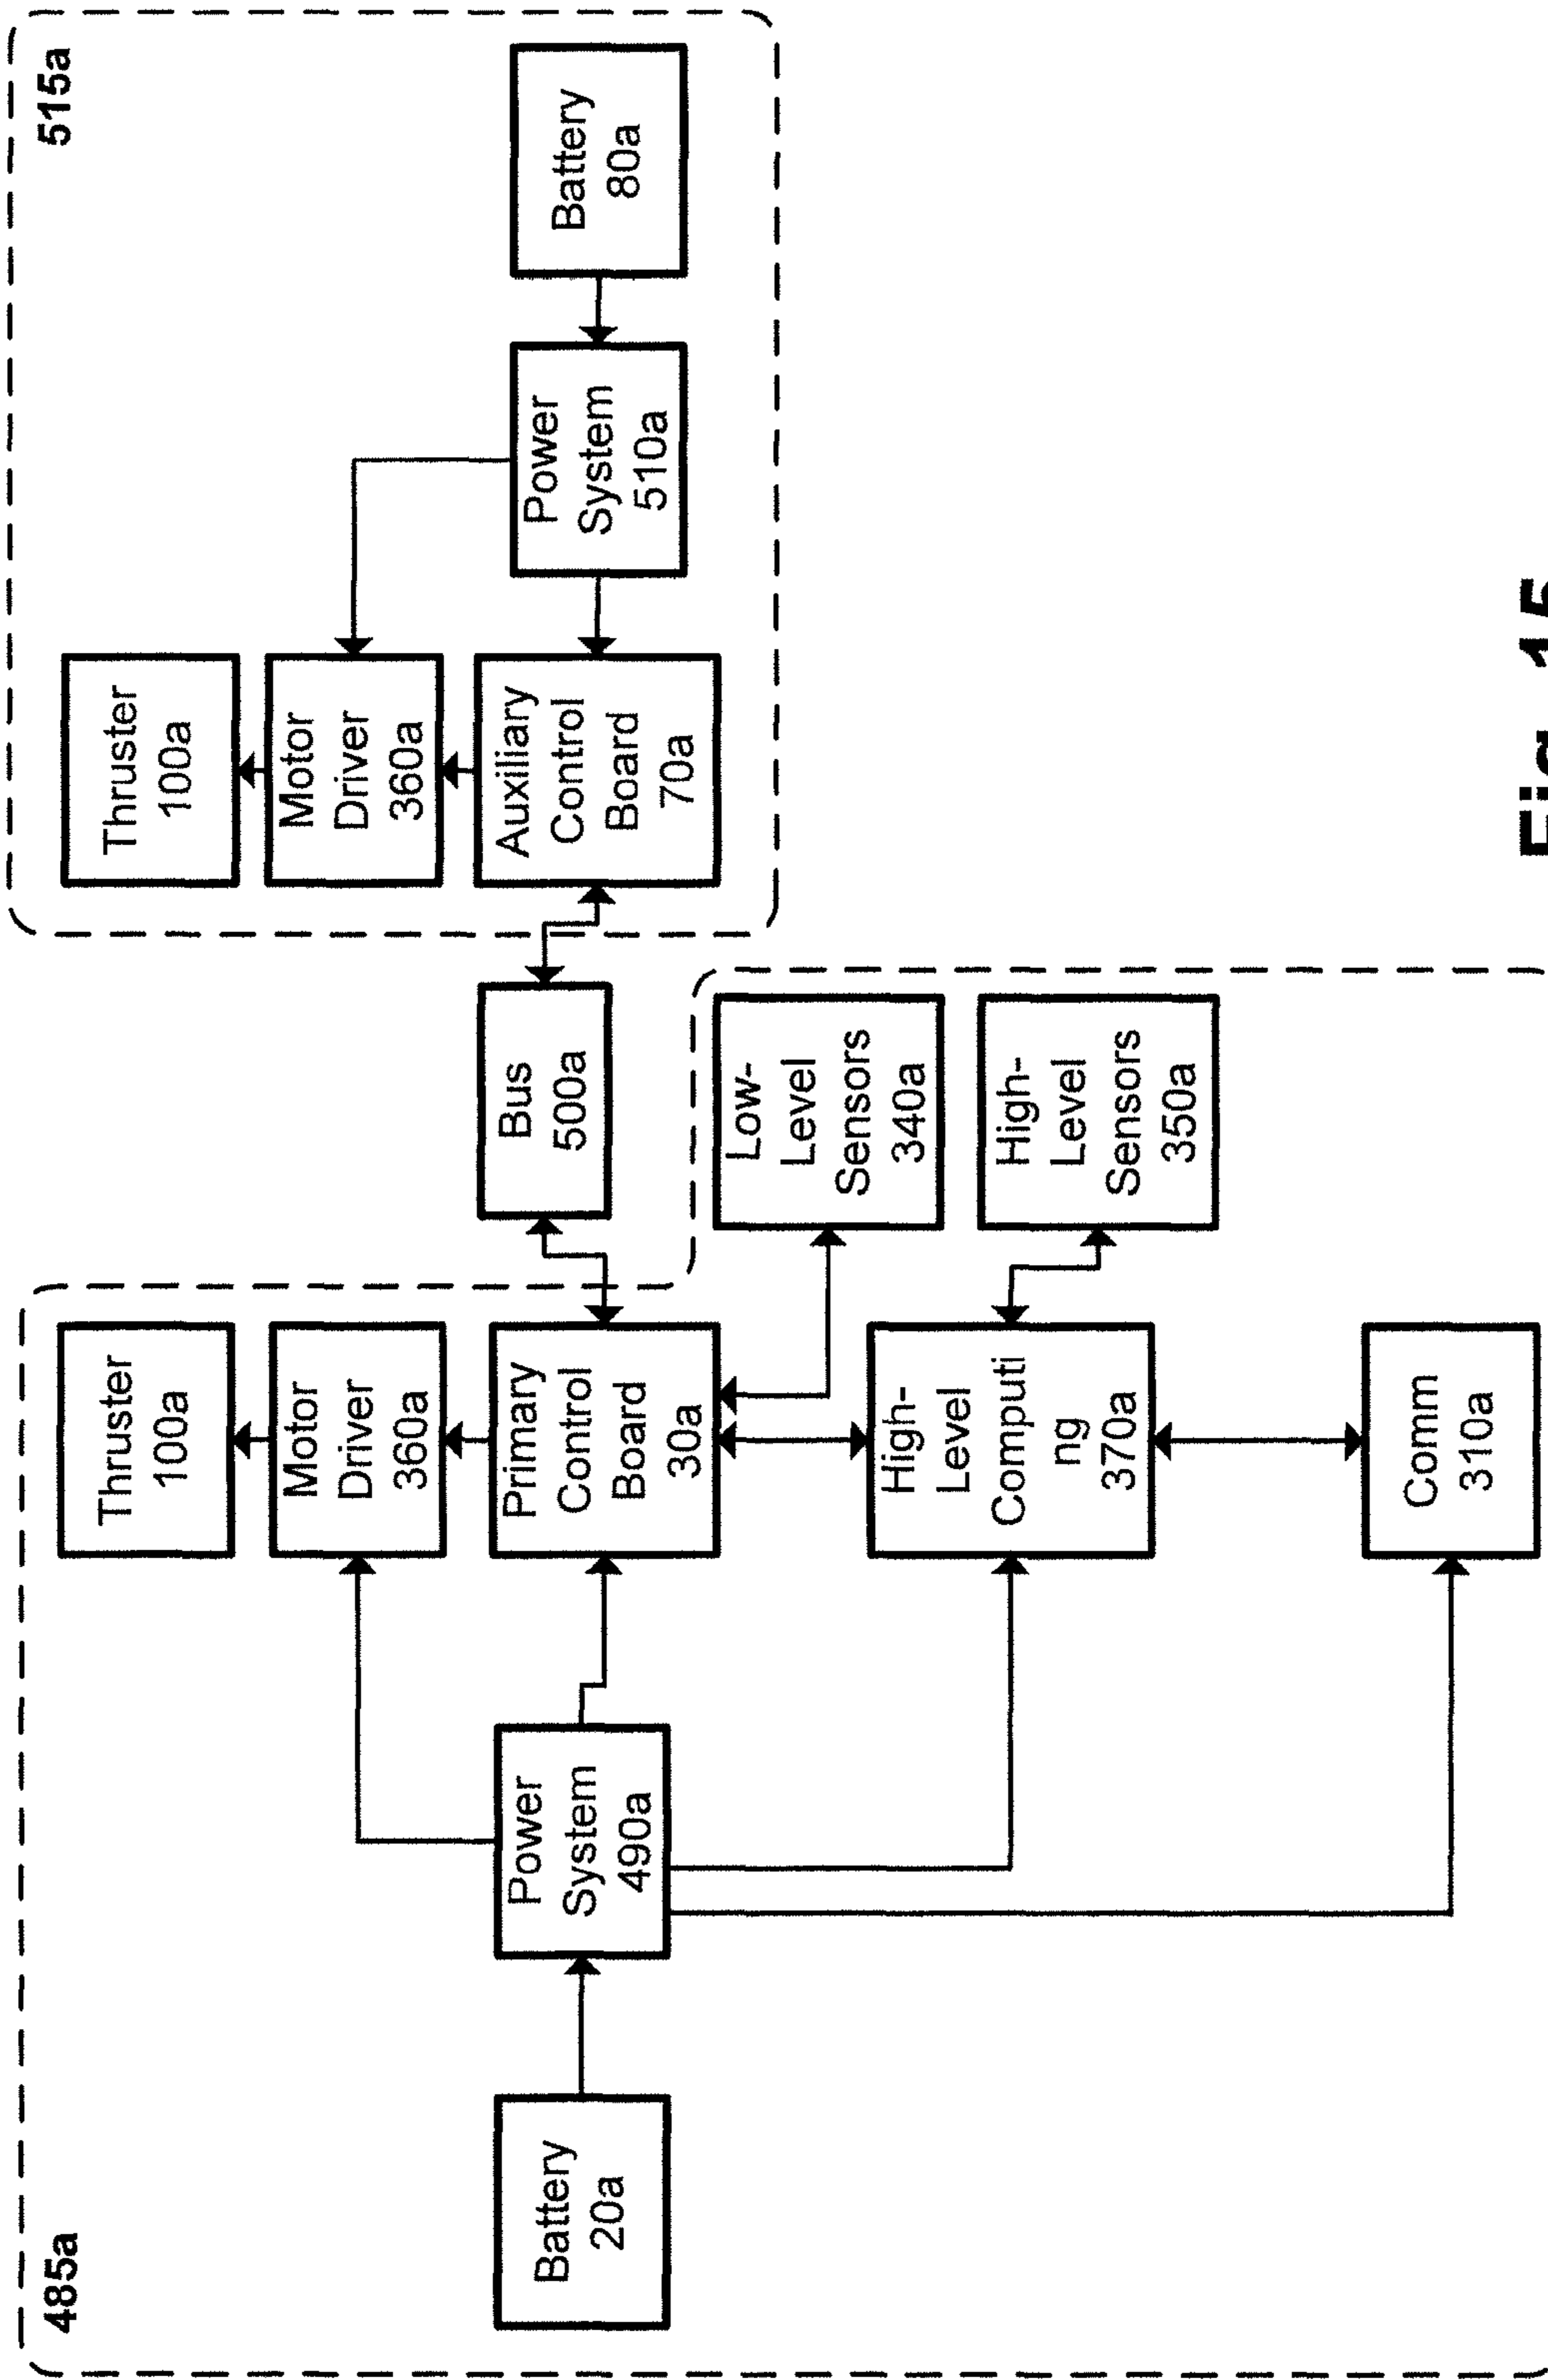 485a
515a
Thruster
100a
Thruster
100a
Motor
Driver
360a
Motor
Driver
360a
Battery
20a
Power
System
490a
Primary
Control
Board
30a
Bus
500a
Auxiliary
Control
Board
70a
Power
System
510a
Battery
80a
Low-
Level
Sensors
340a
High-
Level
Computi
ng
370a
High-
Level
Sensors
350a
Comm
310a
Fig. 15